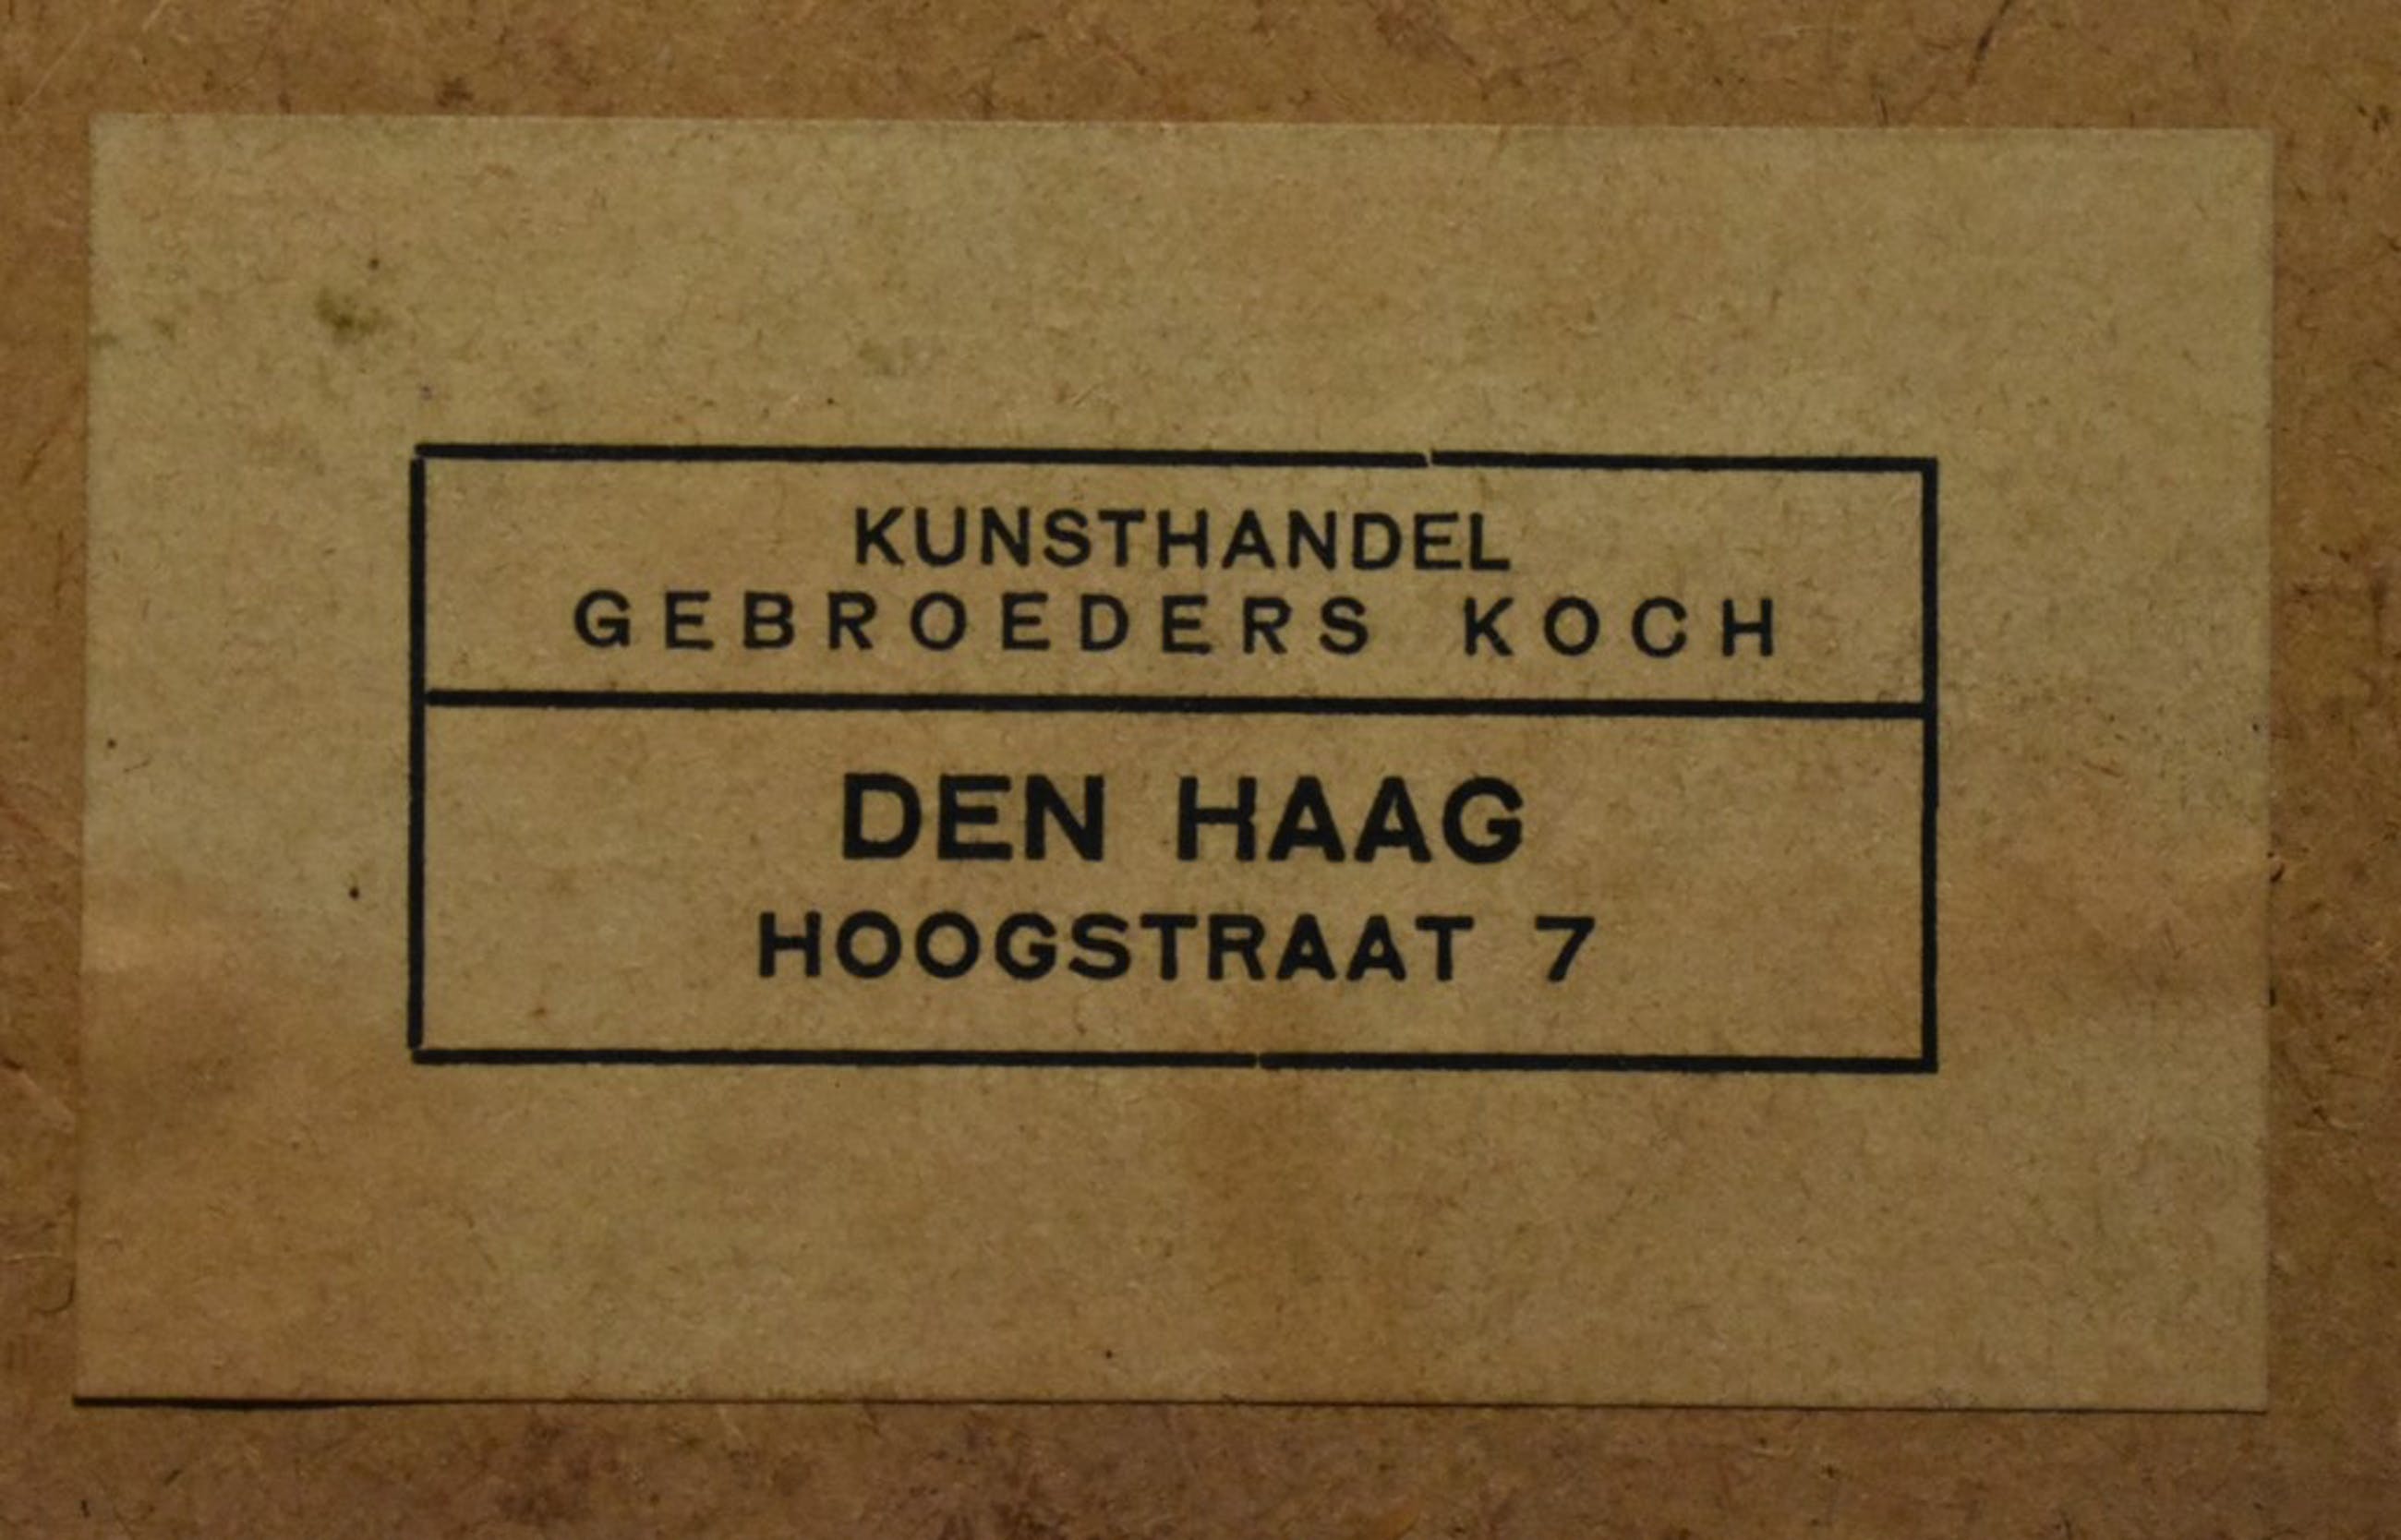 KUNSTHANDEL
GEBROEDERS KOCH
DEN HAAG
HOOGSTRAAT 7